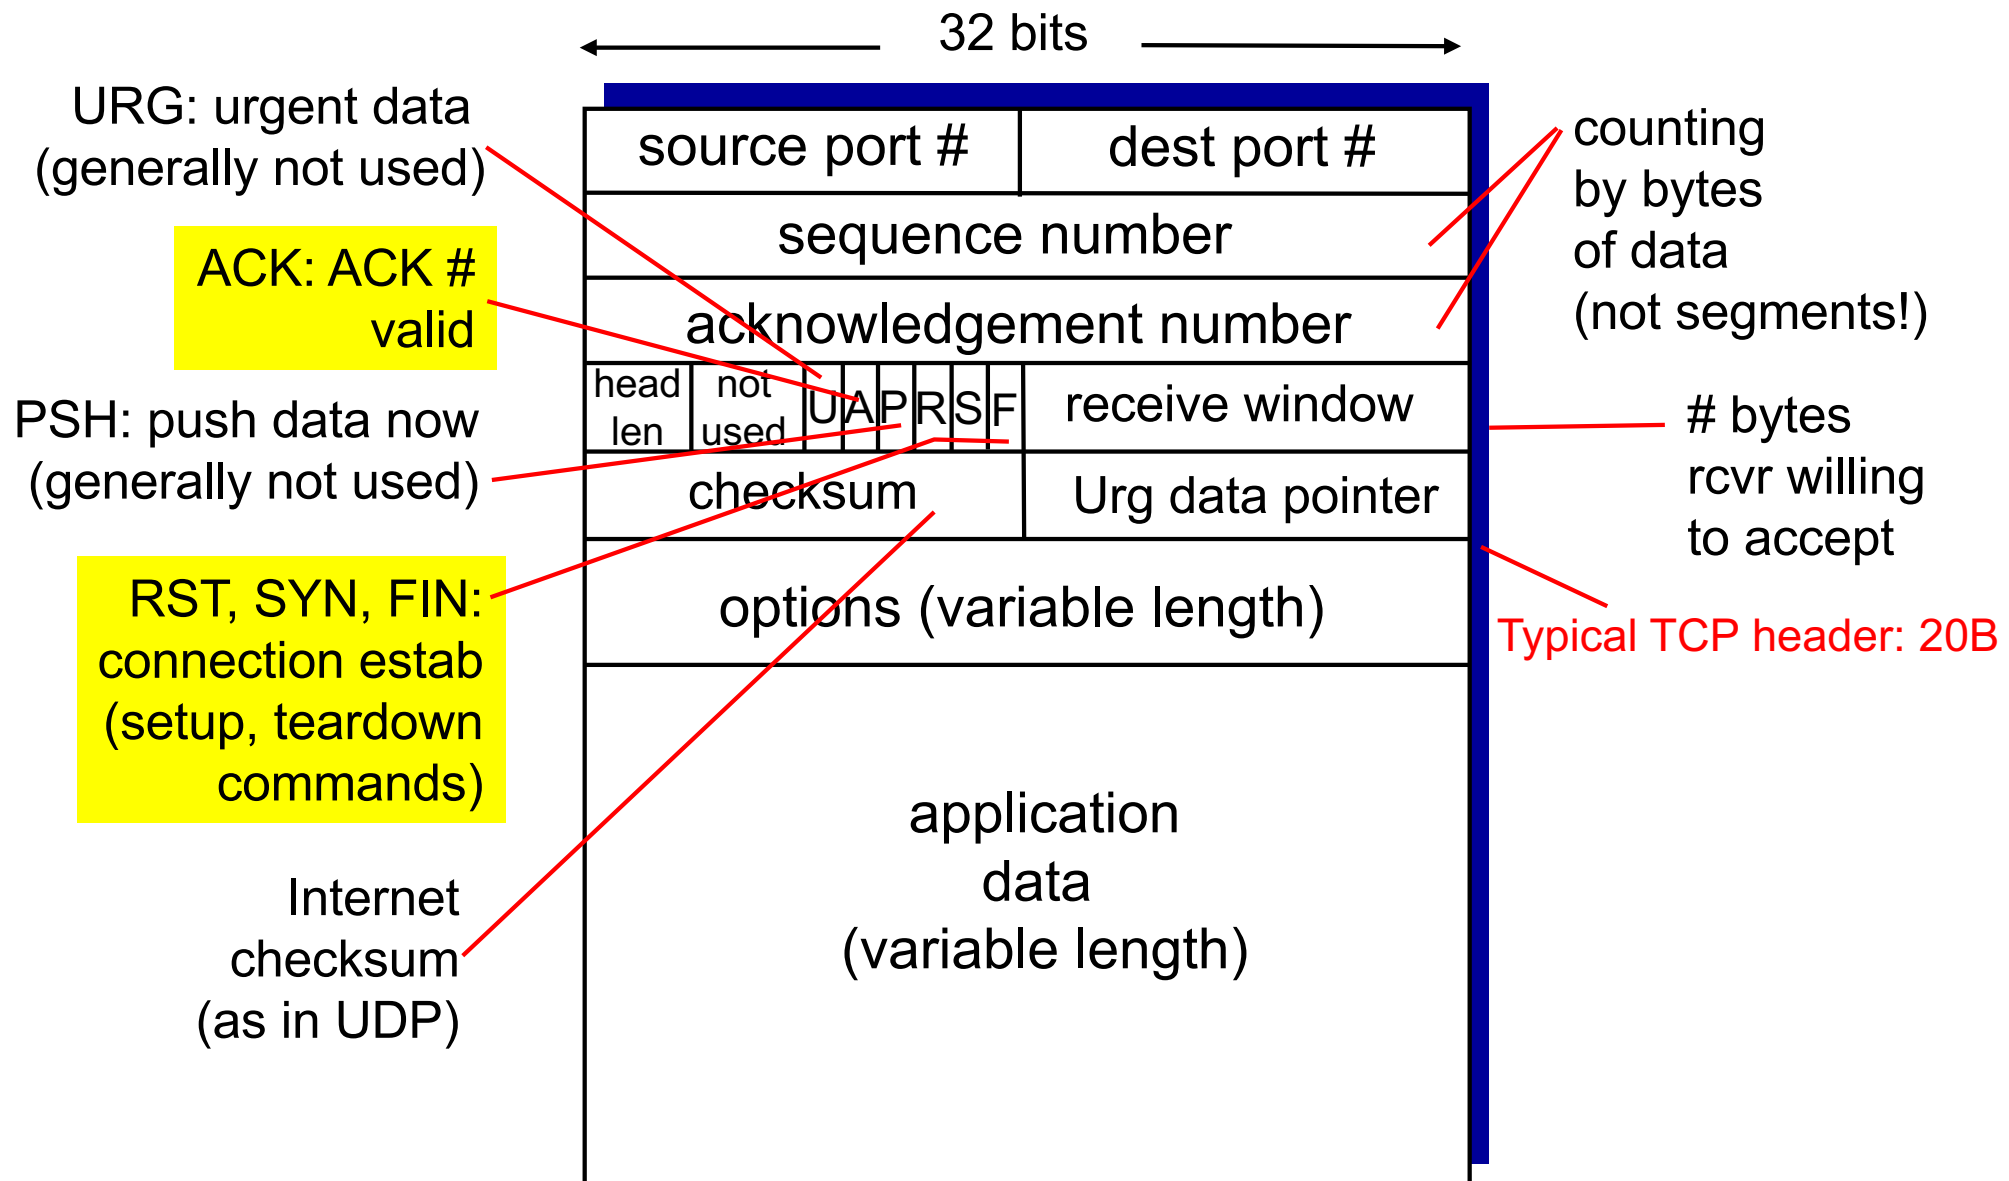 32 bits
URG: urgent data
(generally not used)
ACK: ACK #
valid
PSH: push data now
(generally not used)
RST, SYN, FIN:
connection estab
(setup, teardown
commands)
Internet
checksum
(as in UDP)
source port #
dest port #
sequence number
acknowledgement number
head
len
not
used
U A P R S F
receive window
checksum
Urg data pointer
options (variable length)
application
data
(variable length)
counting
by bytes
of data
(not segments!)
# bytes
rcvr willing
to accept
Typical TCP header: 20B